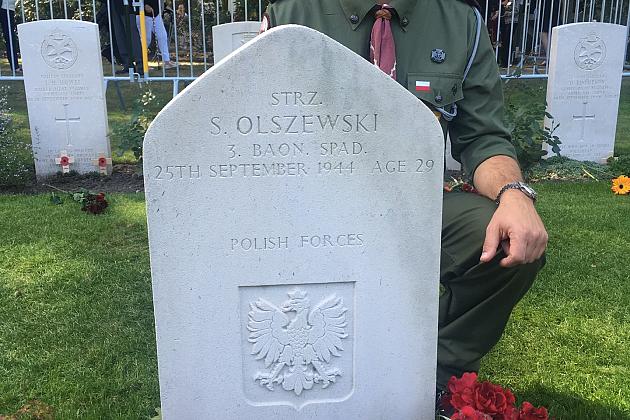 STRZ.
S. OLSZEWSKI
3. BAON. SPAD.
25TH SEPTEMBER 1944 AGE 29
POLISH FORCES